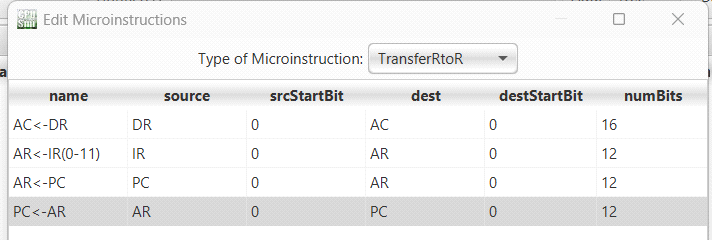 Edit Microinstructions
Type of Microinstruction: TransferRtoR
name source srcStartBit dest destStartBit numBits
AC<-DR DR 0 AC 0 16
AR<-IR(0-11) IR 0 AR 0 12
AR<-PC PC 0 AR 0 12
PC<-AR AR 0 PC 0 12